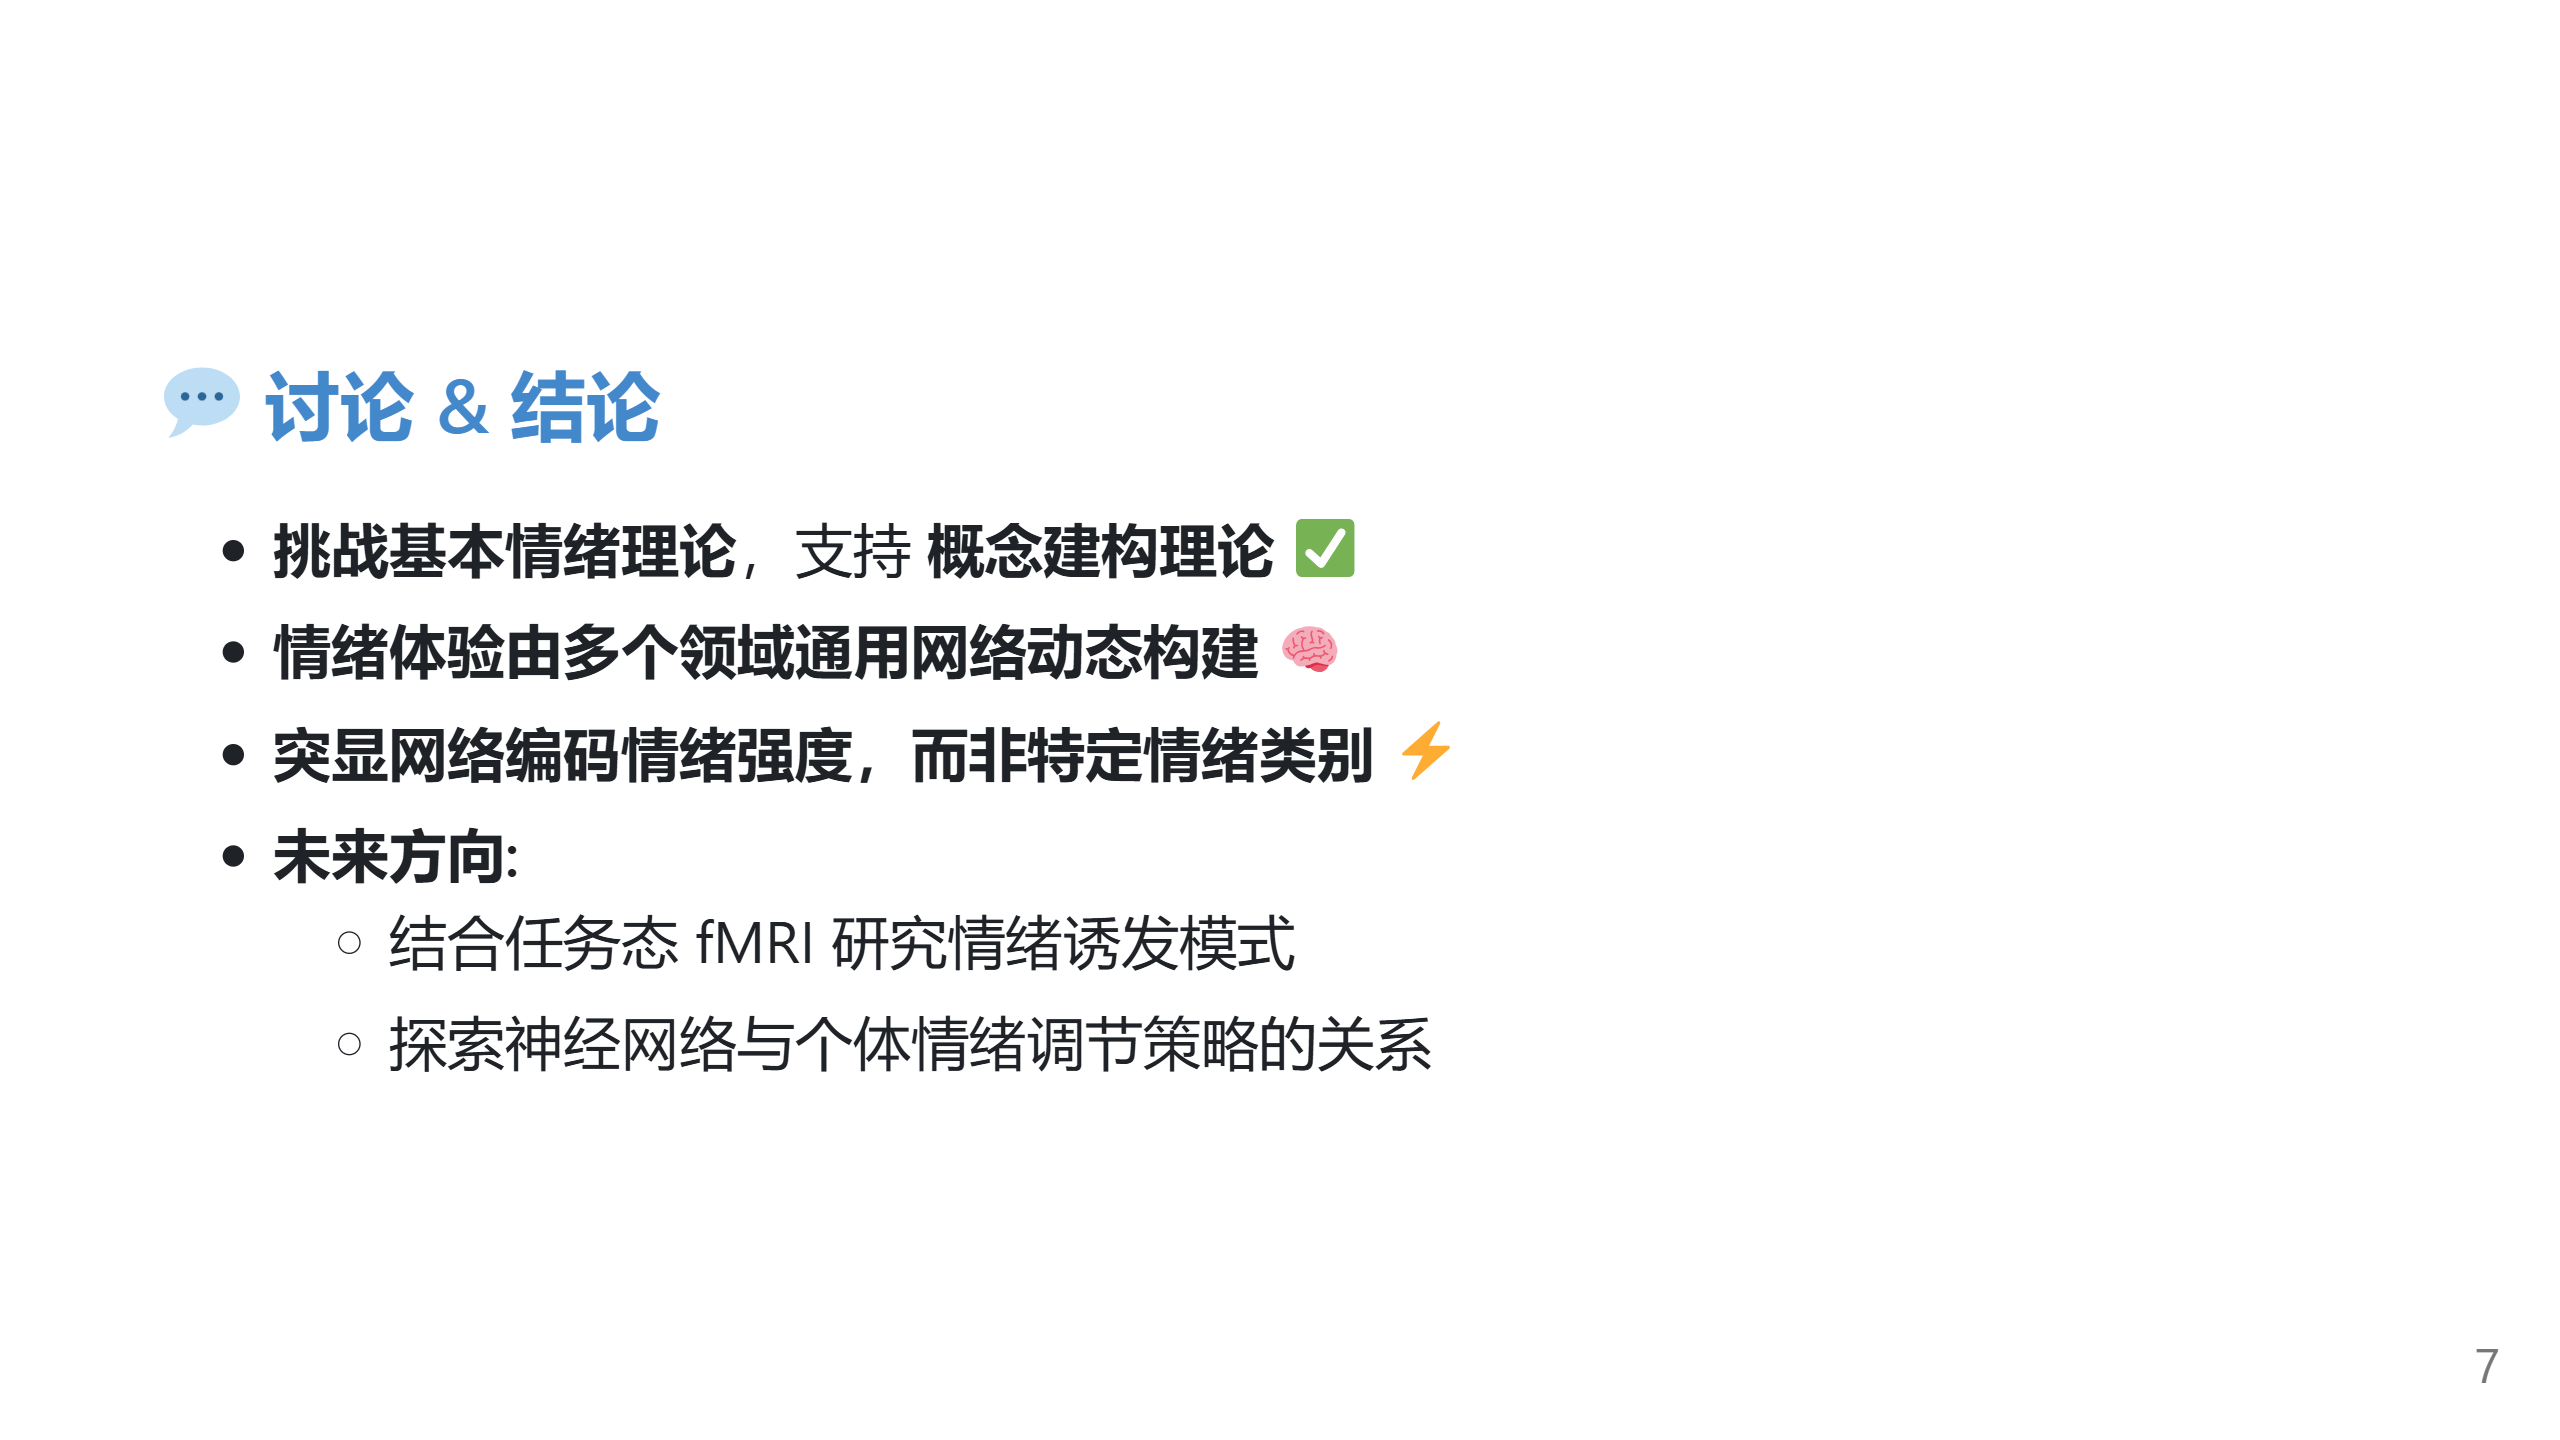 💬 讨论 & 结论
• 挑战基本情绪理论，支持 概念建构理论 ✅
• 情绪体验由多个领域通用网络动态构建 🧠
• 突显网络编码情绪强度，而非特定情绪类别 ⚡
• 未来方向:
○ 结合任务态 fMRI 研究情绪诱发模式
○ 探索神经网络与个体情绪调节策略的关系
7